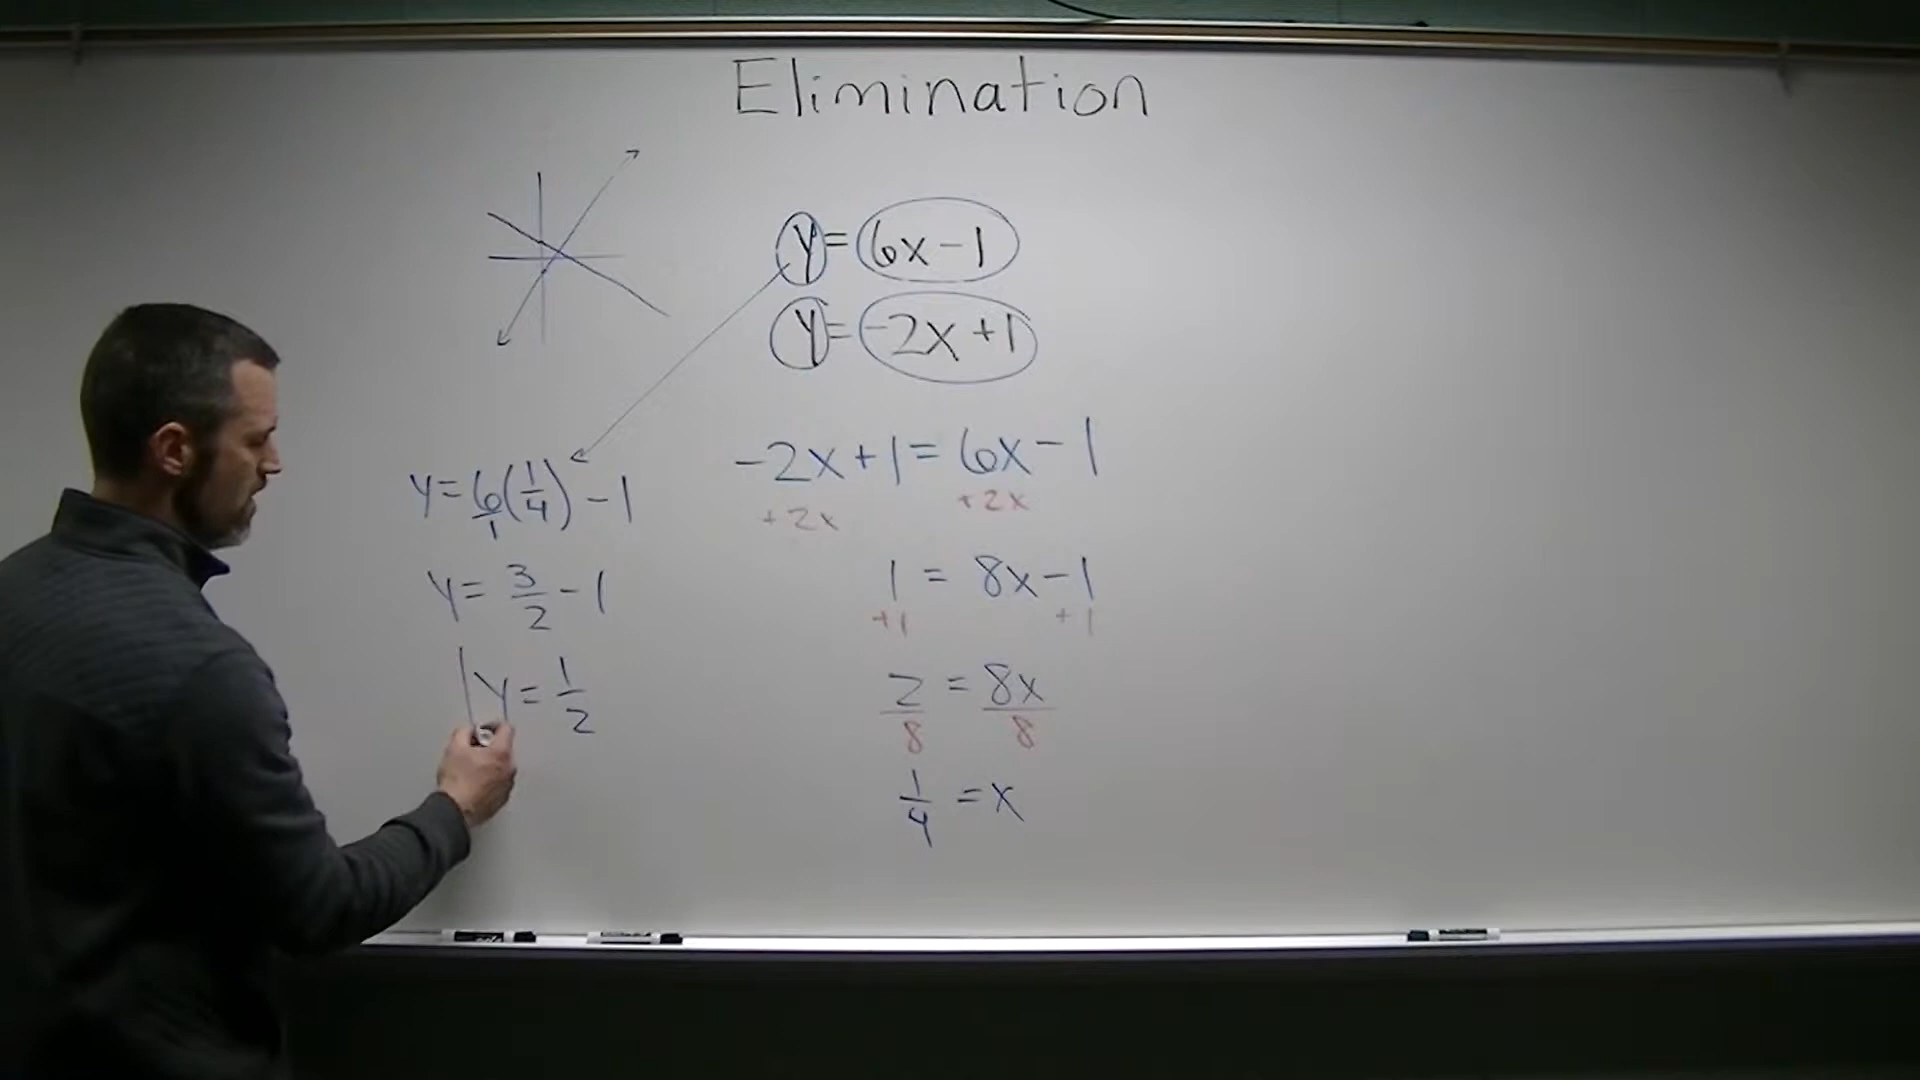 Elimination
y=6x-1
y=-2x+1
-2x+1=6x-1
+2x +2x
1 = 8x-1
+1 +1
2/8 = 8x/8
1/4 = x
y=6/1(1/4)-1
y=3/2-1
y=1/2